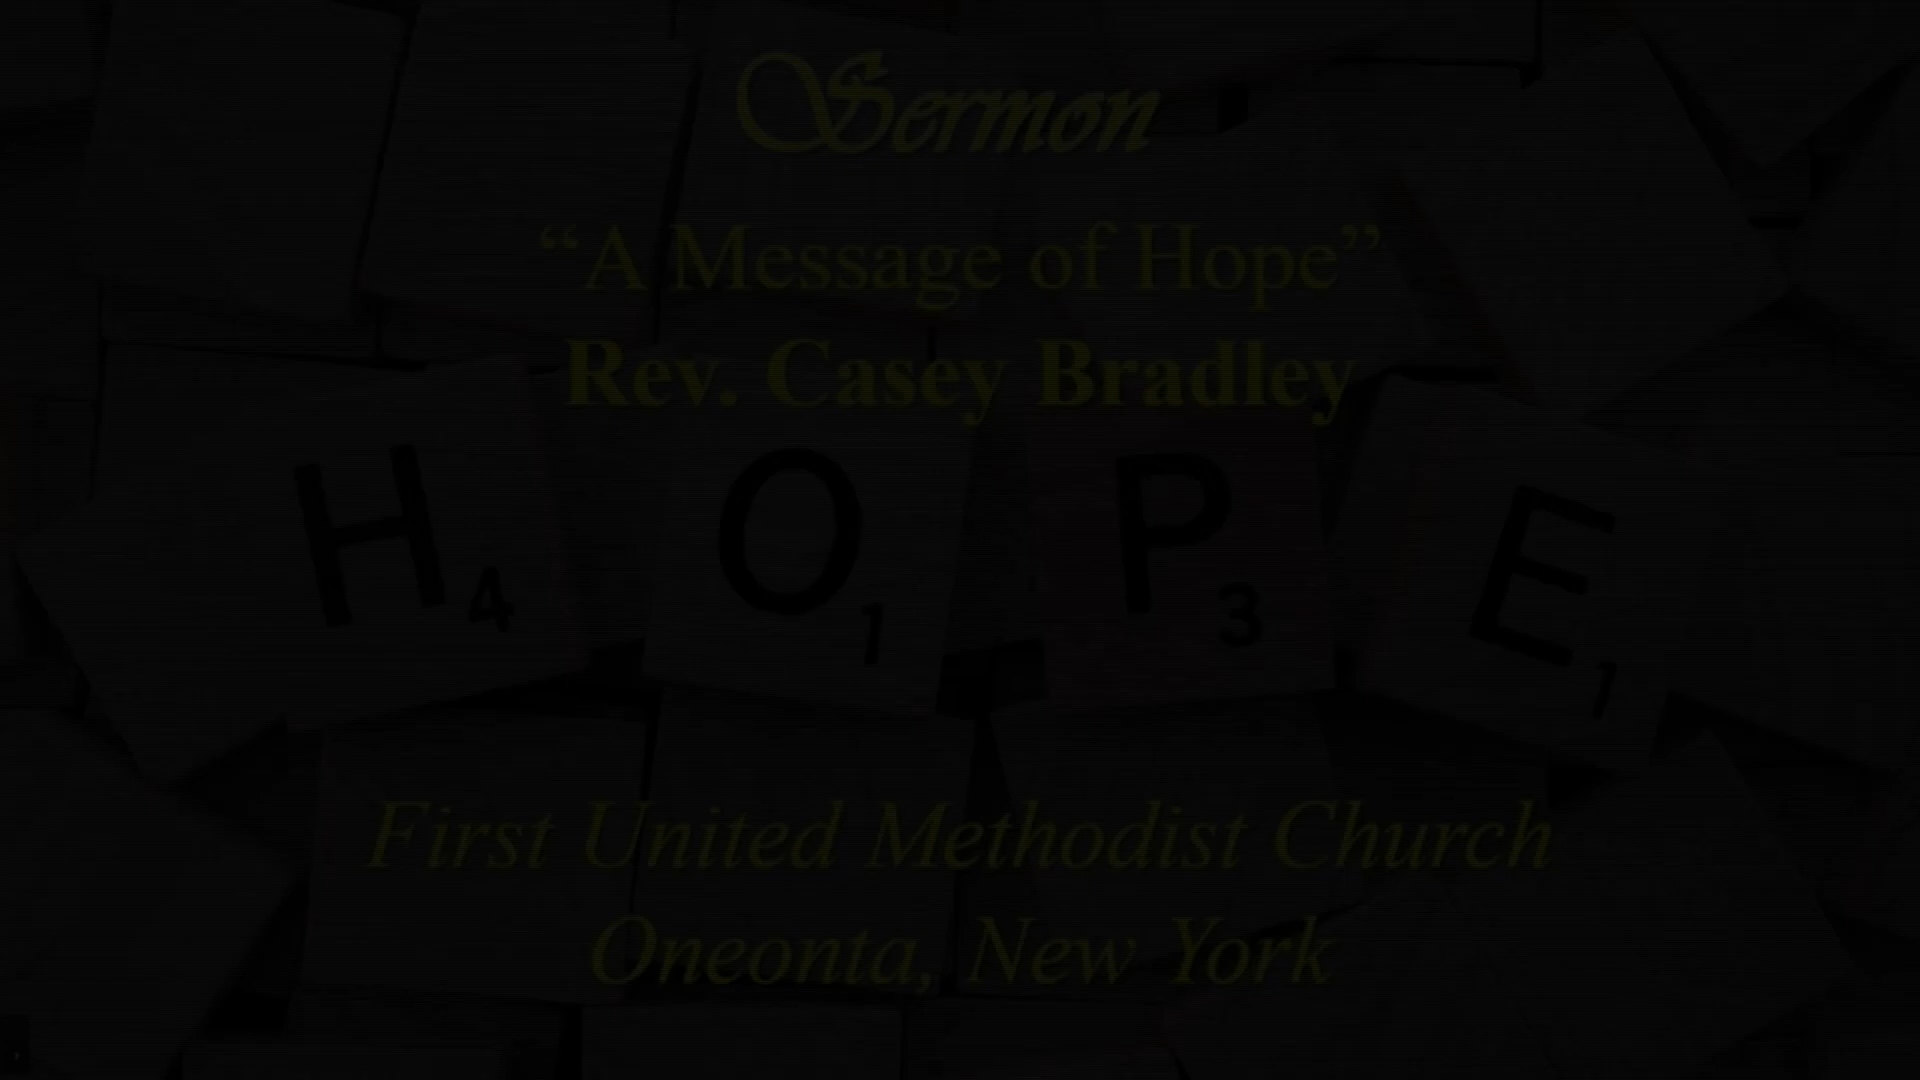 Sermon
“A Message of Hope”
Rev. Casey Bradley
H4 O1 P3 E1
First United Methodist Church
Oneonta, New York